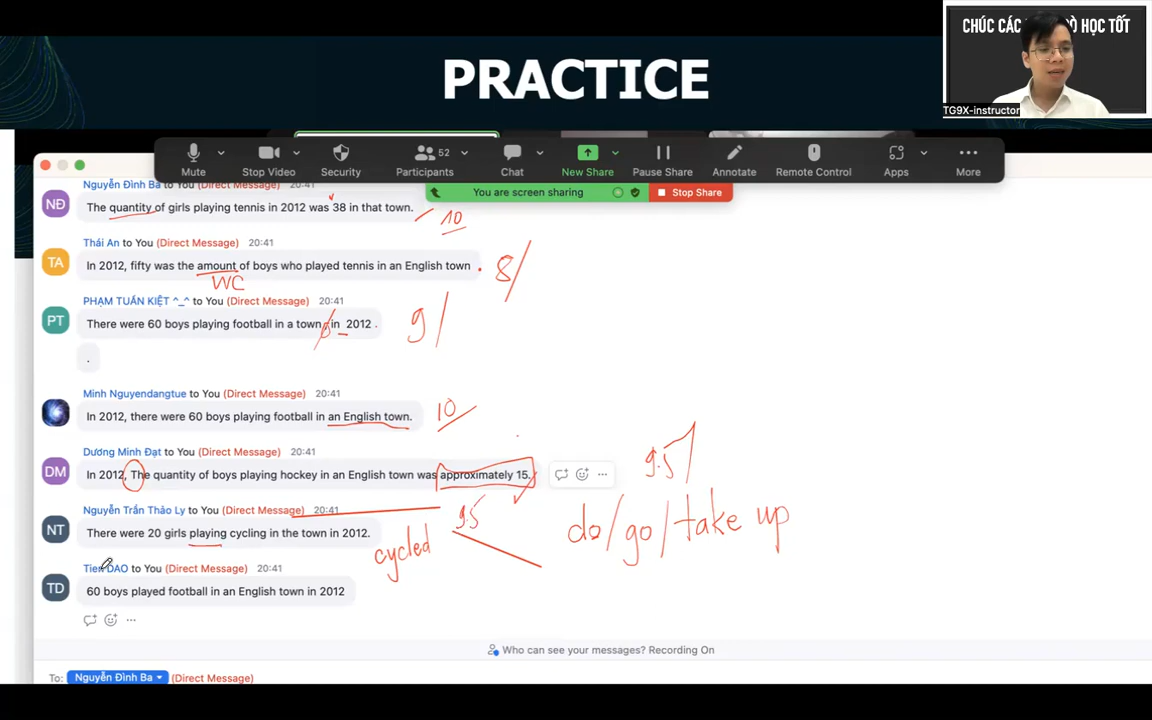 CHÚC CÁC
Ò HỌC TỐT
TG9X-instructor
PRACTICE
Mute
Stop Video
Security
52
Participants
Chat
New Share
Pause Share
Annotate
Remote Control
Apps
More
You are screen sharing
Stop Share
NĐ
Nguyễn Đình Ba to You (Direct Message) 20:41
The quantity of girls playing tennis in 2012 was 38 in that town.
10
TA
Thái An to You (Direct Message) 20:41
In 2012, fifty was the amount of boys who played tennis in an English town
WC
8
PT
PHẠM TUẤN KIỆT ^_^ to You (Direct Message) 20:41
There were 60 boys playing football in a town in 2012 .
9
.
Minh Nguyendangtue to You (Direct Message) 20:41
In 2012, there were 60 boys playing football in an English town.
10
DM
Dương Minh Đạt to You (Direct Message) 20:41
In 2012, The quantity of boys playing hockey in an English town was approximately 15.
9.5
NT
Nguyễn Trần Thảo Ly to You (Direct Message) 20:41
There were 20 girls playing cycling in the town in 2012.
9.5
cycled
do/go/take up
TD
Tien DAO to You (Direct Message) 20:41
60 boys played football in an English town in 2012
Who can see your messages? Recording On
To: Nguyễn Đình Ba (Direct Message)